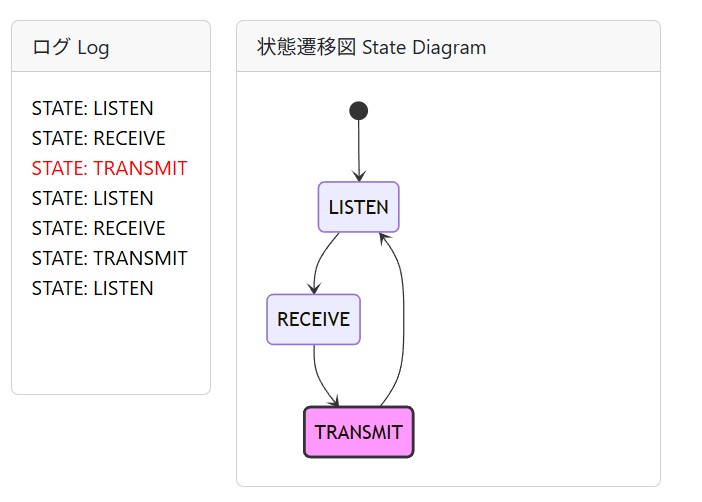 ログ Log
STATE: LISTEN
STATE: RECEIVE
STATE: TRANSMIT
STATE: LISTEN
STATE: RECEIVE
STATE: TRANSMIT
STATE: LISTEN
状態遷移図 State Diagram
LISTEN
RECEIVE
TRANSMIT